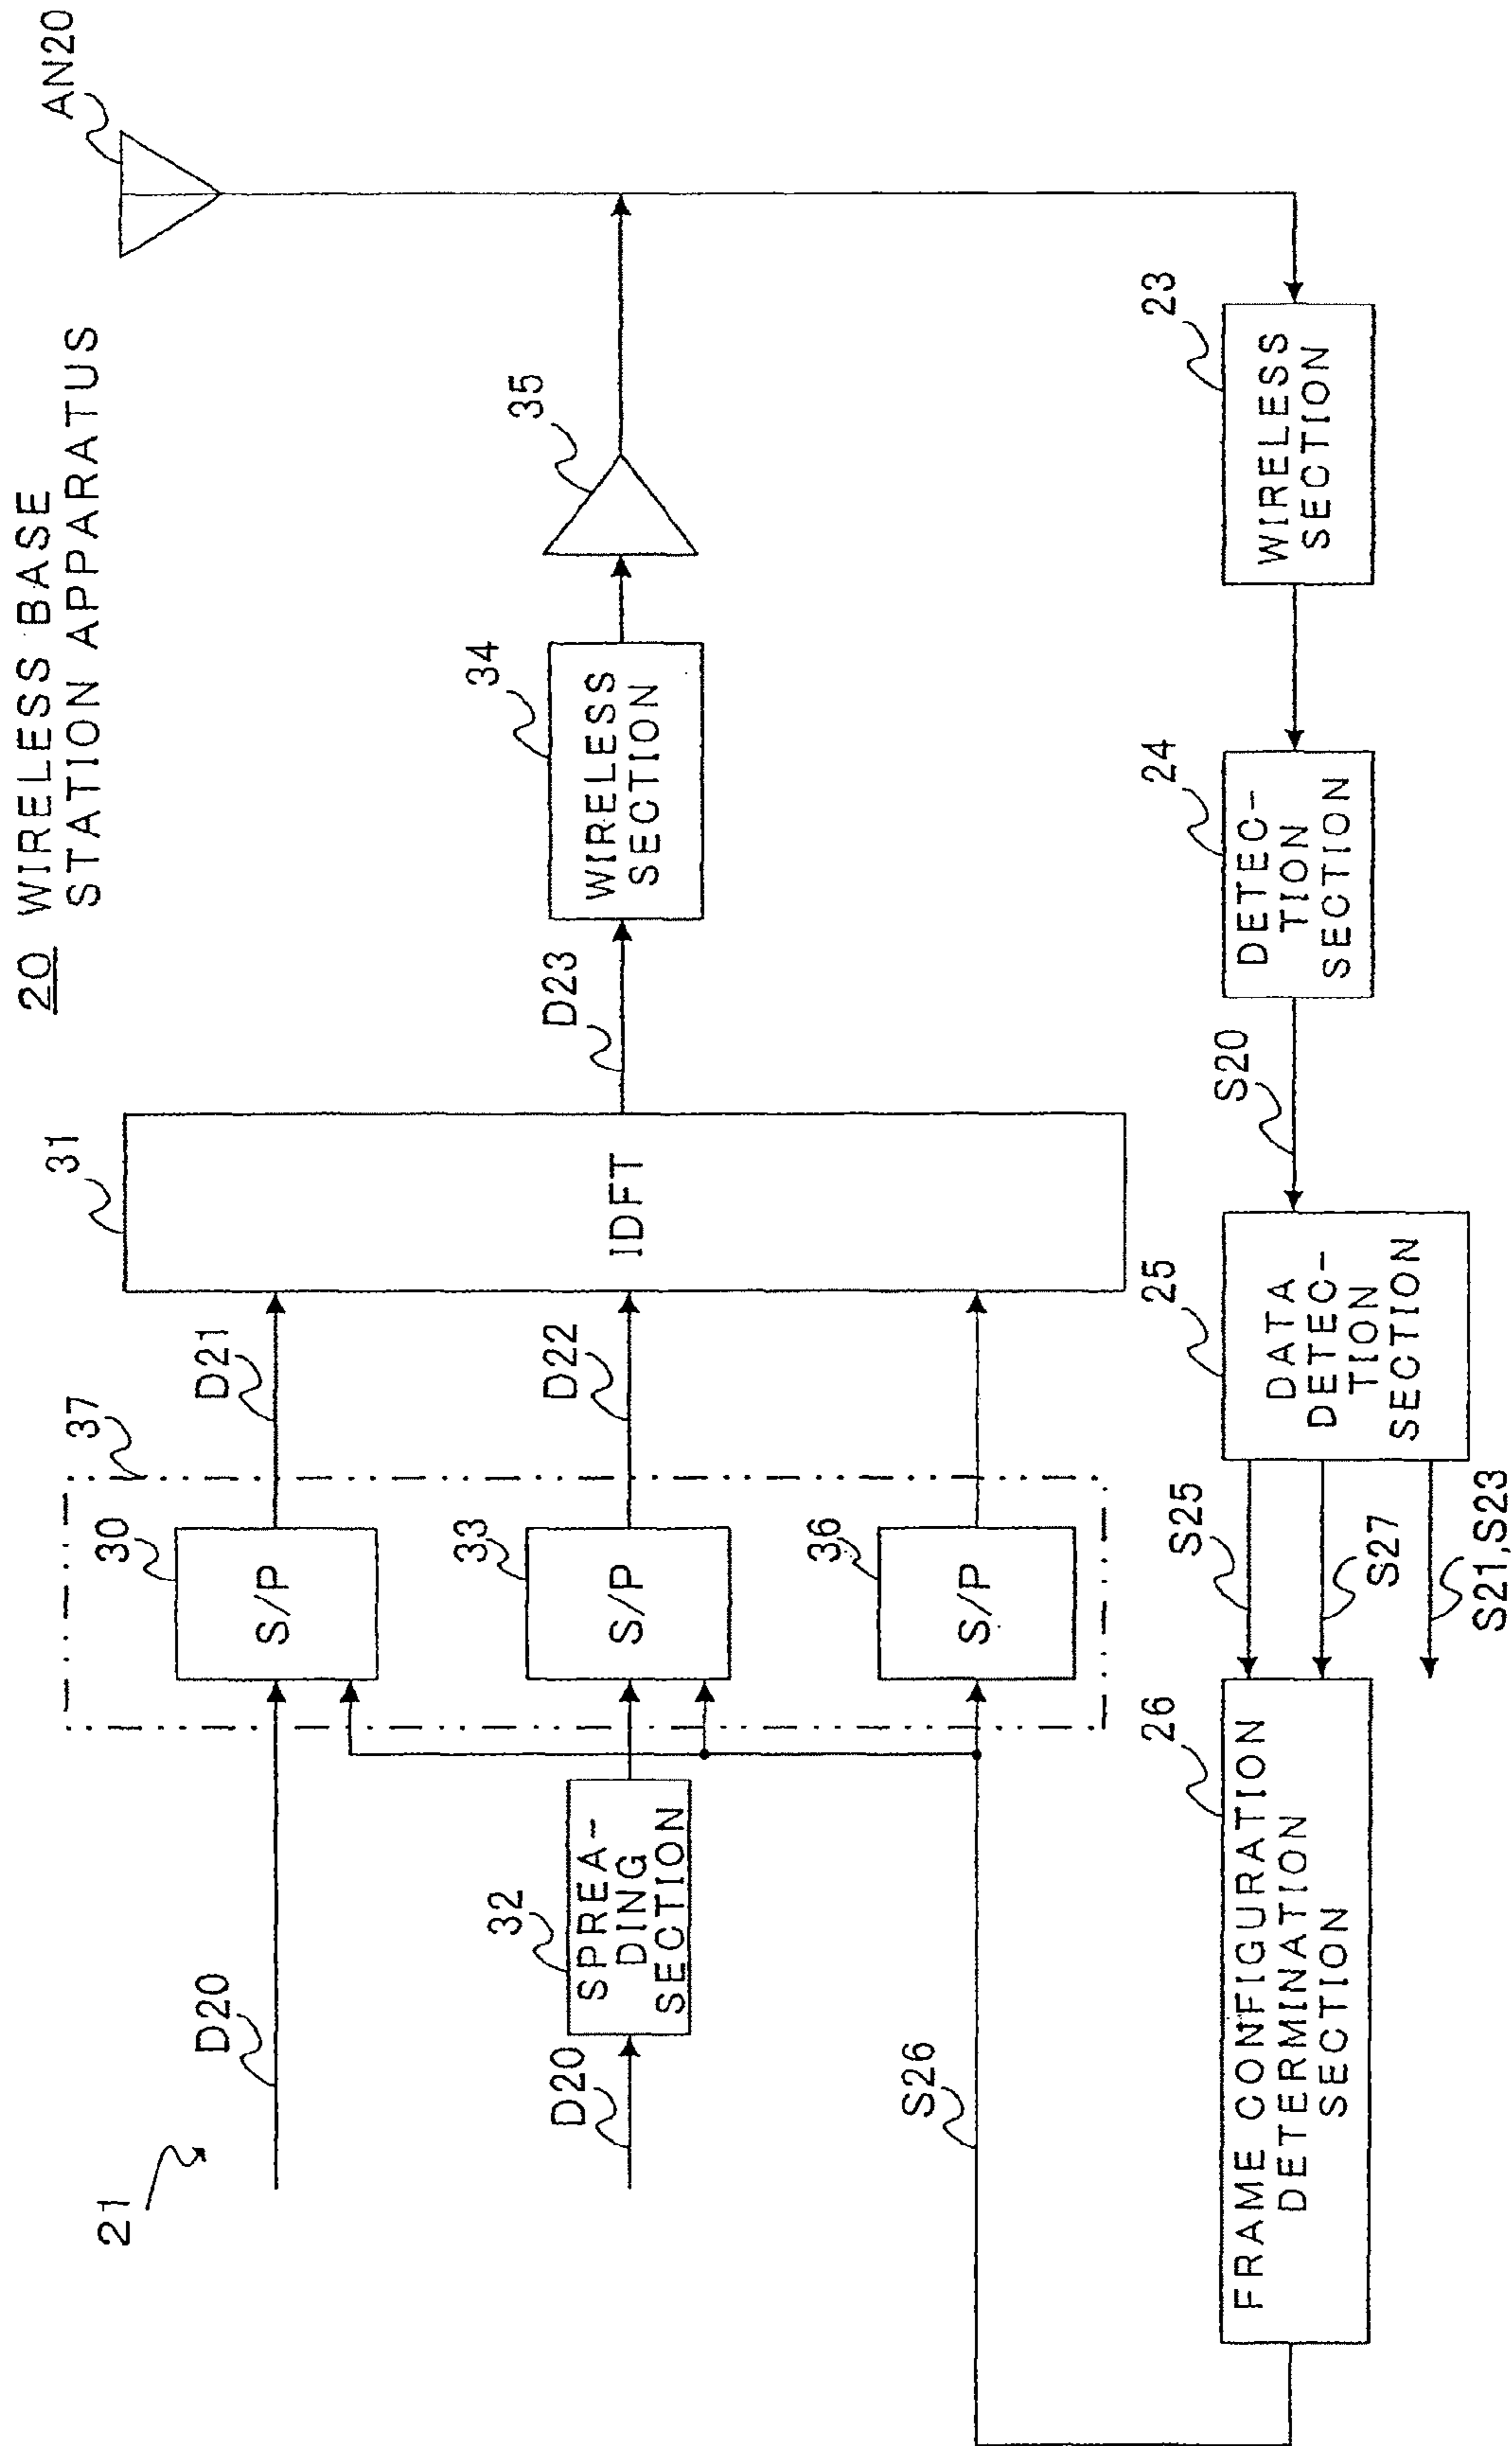 20 WIRELESS BASE
STATION APPARATUS
AN20
21
D20
30
S/P
37
D21
31
IDFT
D20
32
SPREA-
DING
SECTION
33
S/P
D22
D23
34
WIRELESS
SECTION
35
S26
36
S/P
26
FRAME CONFIGURATION
DETERMINATION
SECTION
S25
S27
S21,S23
25
DATA
DETEC-
TION
SECTION
S20
24
DETEC-
TION
SECTION
23
WIRELESS
SECTION